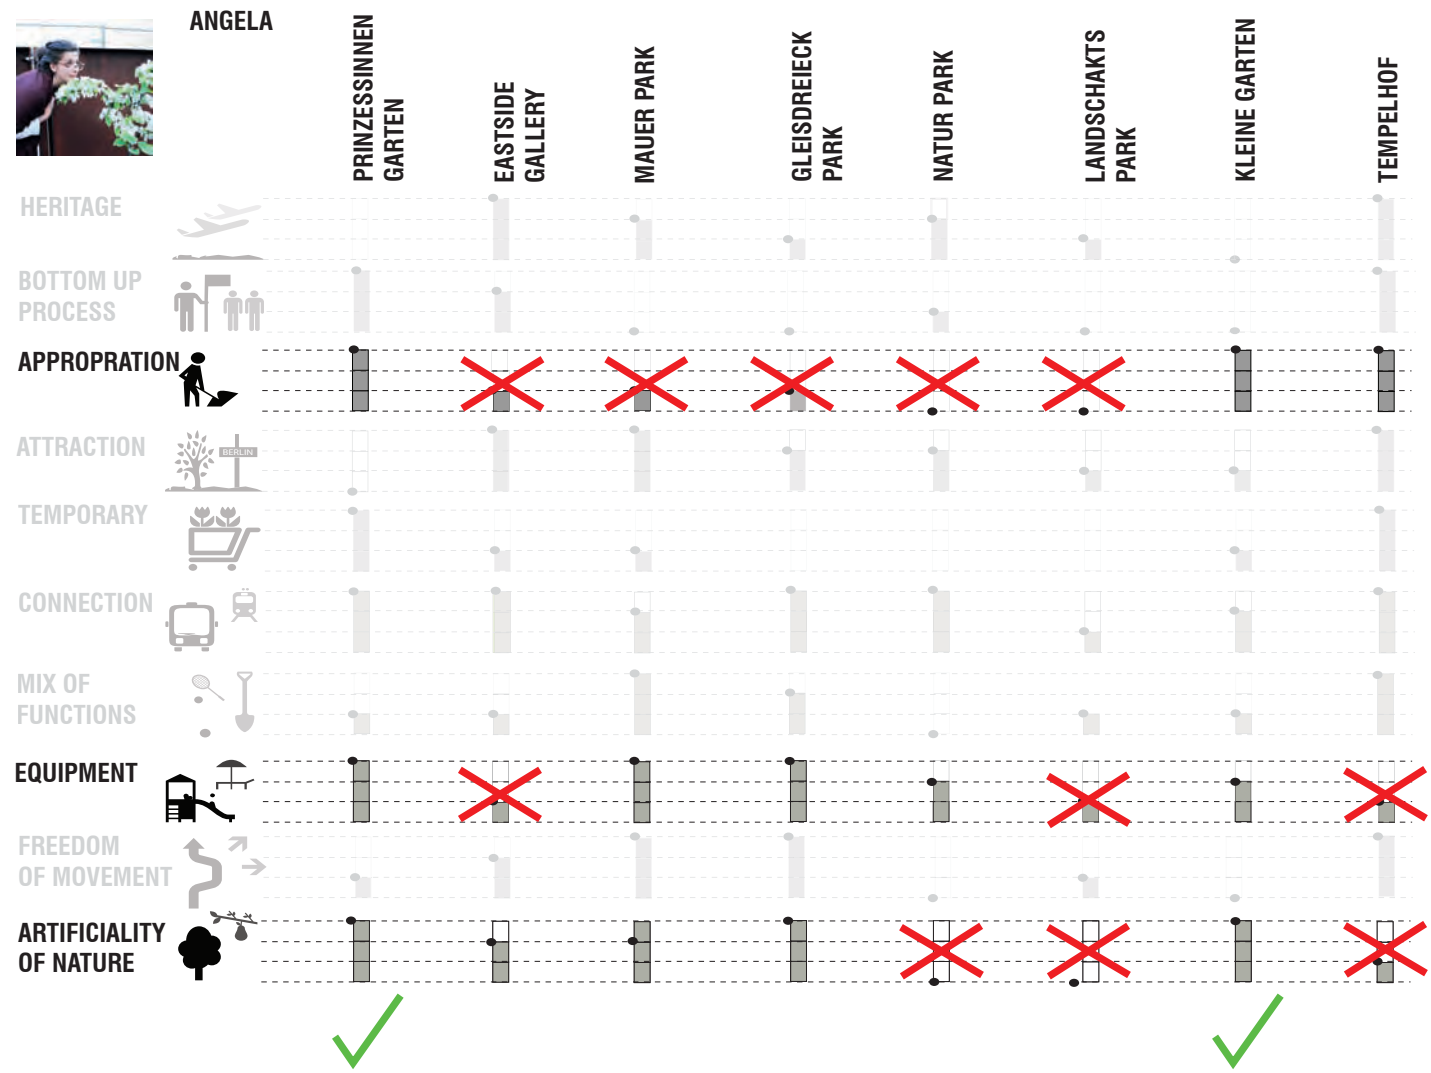 ANGELA
PRINZESSINNEN
GARTEN
EASTSIDE
GALLERY
MAUER PARK
GLEISDREIECK
PARK
NATUR PARK
LANDSCHAKTS
PARK
KLEINE GARTEN
TEMPELHOF
HERITAGE
BOTTOM UP
PROCESS
APPROPRATION
ATTRACTION
BERLIN
TEMPORARY
CONNECTION
MIX OF
FUNCTIONS
EQUIPMENT
FREEDOM
OF MOVEMENT
ARTIFICIALITY
OF NATURE